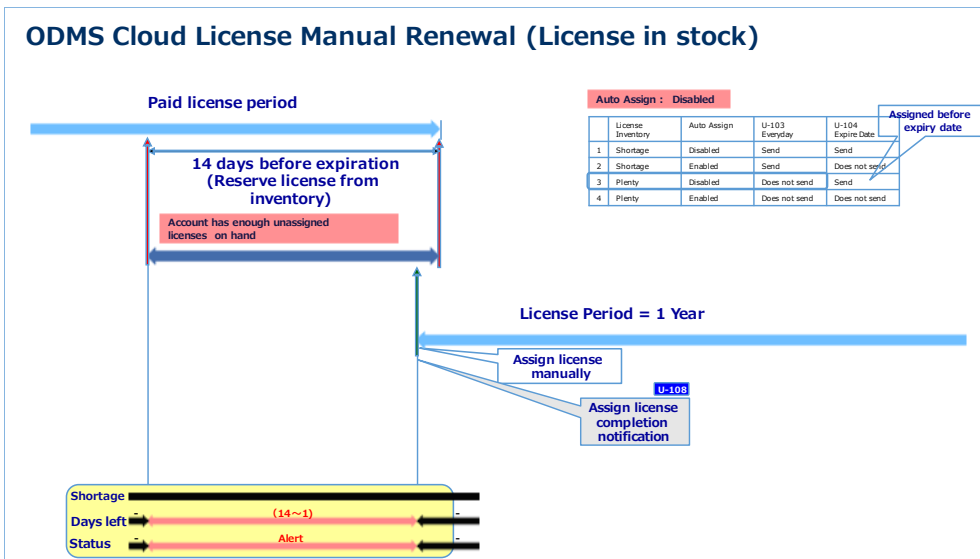 ODMS Cloud License Manual Renewal (License in stock)
Paid license period
14 days before expiration
(Reserve license from
inventory)
Account has enough unassigned
licenses on hand
Auto Assign : Disabled
Assigned before
expiry date
License Inventory Auto Assign U-103 Everyday U-104 Expire Date
1 Shortage Disabled Send Send
2 Shortage Enabled Send Does not send
3 Plenty Disabled Does not send Send
4 Plenty Enabled Does not send Does not send
License Period = 1 Year
Assign license
manually
U-108
Assign license
completion
notification
Shortage
Days left - (14～1) -
Status - Alert -